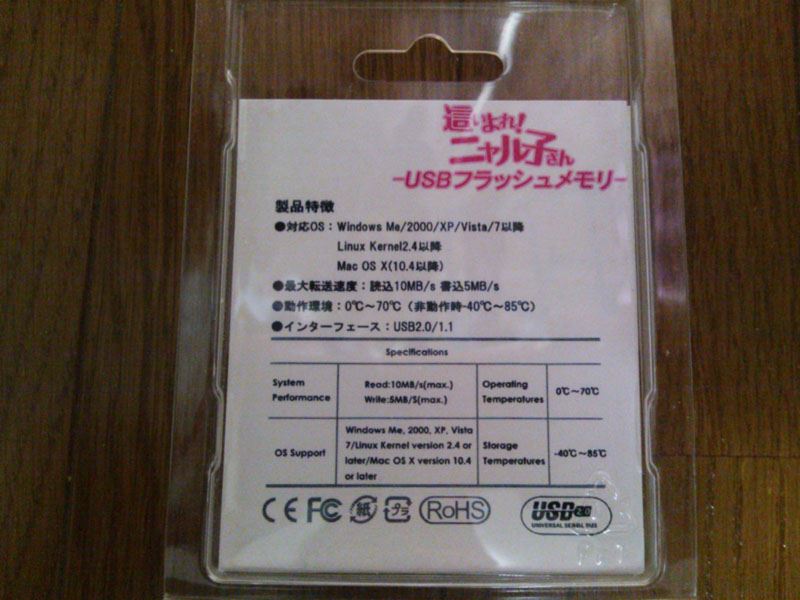 這いよれ!
ニャル子さん
-USBフラッシュメモリ-
製品特徴
●対応OS：Windows Me/2000/XP/Vista/7以降
Linux Kernel2.4以降
Mac OS X(10.4以降)
●最大転送速度：読込10MB/s 書込5MB/s
●動作環境：0℃～70℃（非動作時-40℃～85℃）
●インターフェース：USB2.0/1.1
Specifications
System
Performance
Read:10MB/s(max.)
Write:5MB/S(max.)
Operating
Temperatures
0℃～70℃
OS Support
Windows Me, 2000, XP, Vista
7/Linux Kernel version 2.4 or
later/Mac OS X version 10.4
or later
Storage
Temperatures
-40℃～85℃
CE FC 紙 プラ RoHS USB2.0
UNIVERSAL SERIAL BUS